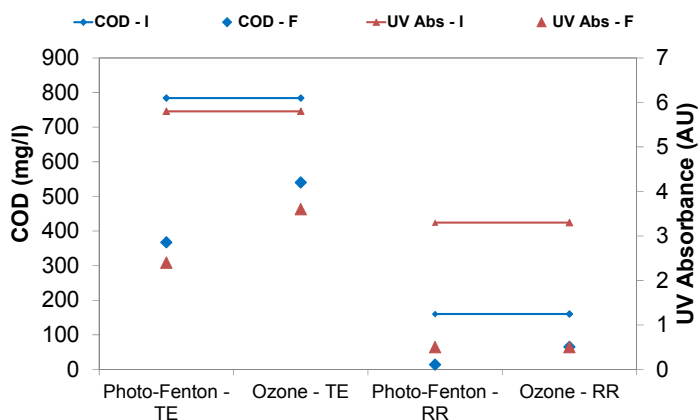 COD - I COD - F UV Abs - I UV Abs - F
900
800
700
600
500
400
300
200
100
0
COD (mg/l)
7
6
5
4
3
2
1
0
UV Absorbance (AU)
Photo-Fenton -
TE
Ozone - TE
Photo-Fenton -
RR
Ozone - RR